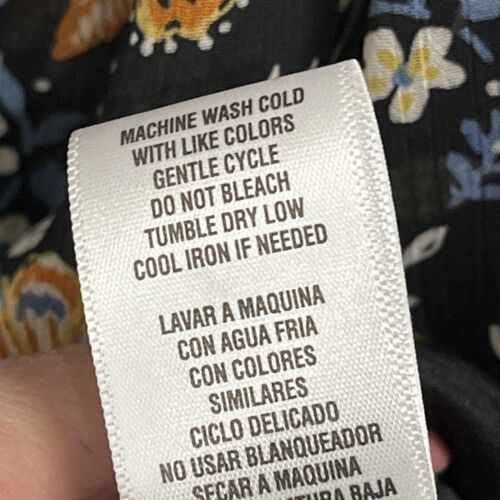 MACHINE WASH COLD
WITH LIKE COLORS
GENTLE CYCLE
DO NOT BLEACH
TUMBLE DRY LOW
COOL IRON IF NEEDED
LAVAR A MAQUINA
CON AGUA FRIA
CON COLORES
SIMILARES
CICLO DELICADO
NO USAR BLANQUEADOR
SECAR A MAQUINA
BAJA